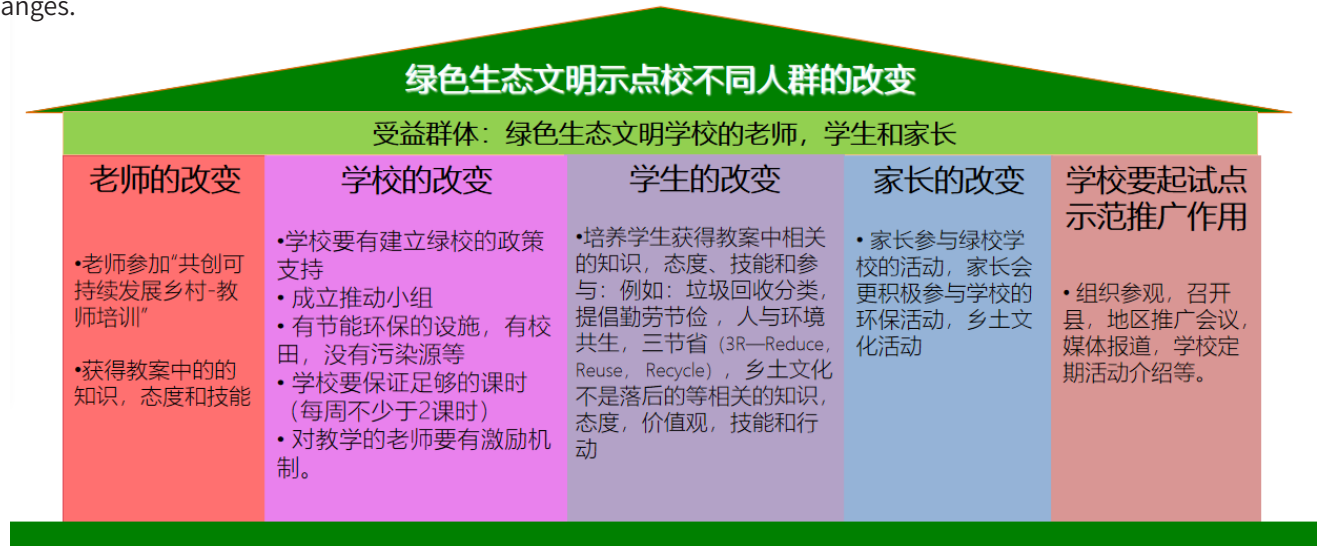 anges.
绿色生态文明示点校不同人群的改变
受益群体：绿色生态文明学校的老师，学生和家长
老师的改变
•老师参加“共创可
持续发展乡村-教
师培训”
•获得教案中的的
知识，态度和技能
学校的改变
•学校要有建立绿校的政策
支持
• 成立推动小组
• 有节能环保的设施，有校
田，没有污染源等
• 学校要保证足够的课时
（每周不少于2课时）
• 对教学的老师要有激励机
制。
学生的改变
•培养学生获得教案中相关
的知识，态度、技能和参
与：例如：垃圾回收分类，
提倡勤劳节俭 ，人与环境
共生，三节省（3R—Reduce，
Reuse，Recycle）,乡土文化
不是落后的等相关的知识，
态度，价值观，技能和行
动
家长的改变
• 家长参与绿校学
校的活动，家长会
更积极参与学校的
环保活动，乡土文
化活动
学校要起试点
示范推广作用
• 组织参观，召开
县，地区推广会议，
媒体报道，学校定
期活动介绍等。